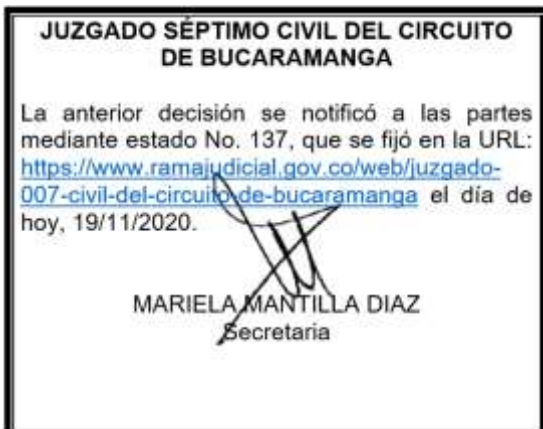 JUZGADO SÉPTIMO CIVIL DEL CIRCUITO
DE BUCARAMANGA
La anterior decisión se notificó a las partes
mediante estado No. 137, que se fijó en la URL:
https://www.ramajudicial.gov.co/web/juzgado-
007-civil-del-circuito-de-bucaramanga el día de
hoy, 19/11/2020.
MARIELA MANTILLA DIAZ
Secretaria